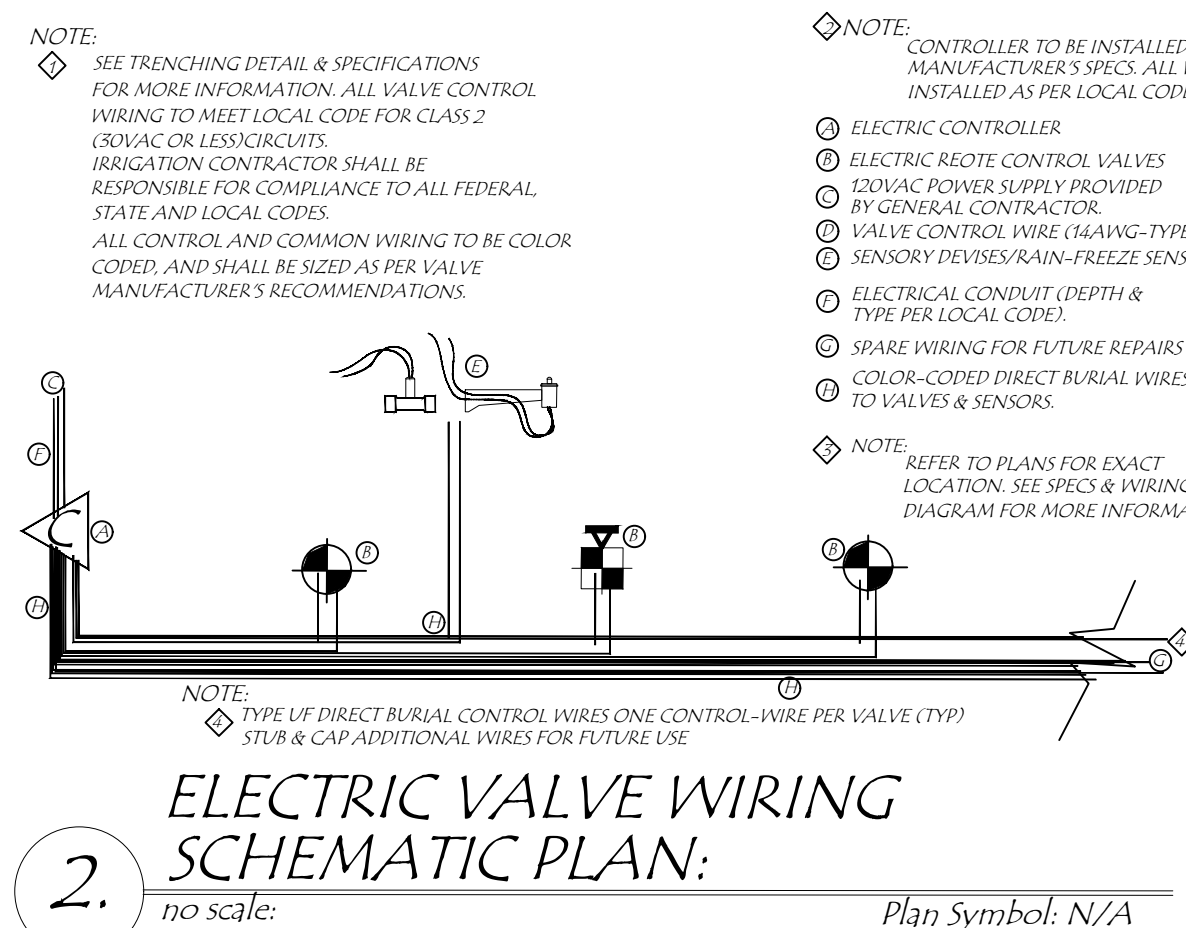 NOTE:
1 SEE TRENCHING DETAIL & SPECIFICATIONS
FOR MORE INFORMATION. ALL VALVE CONTROL
WIRING TO MEET LOCAL CODE FOR CLASS 2
(30VAC OR LESS)CIRCUITS.
IRRIGATION CONTRACTOR SHALL BE
RESPONSIBLE FOR COMPLIANCE TO ALL FEDERAL,
STATE AND LOCAL CODES.
ALL CONTROL AND COMMON WIRING TO BE COLOR
CODED, AND SHALL BE SIZED AS PER VALVE
MANUFACTURER'S RECOMMENDATIONS.
2 NOTE:
CONTROLLER TO BE INSTALLED
MANUFACTURER'S SPECS. ALL
INSTALLED AS PER LOCAL CODE
A ELECTRIC CONTROLLER
B ELECTRIC REOTE CONTROL VALVES
C 120VAC POWER SUPPLY PROVIDED
BY GENERAL CONTRACTOR.
D VALVE CONTROL WIRE (14AWG-TYPE
E SENSORY DEVISES/RAIN-FREEZE SENS
F ELECTRICAL CONDUIT (DEPTH &
TYPE PER LOCAL CODE).
G SPARE WIRING FOR FUTURE REPAIRS
H COLOR-CODED DIRECT BURIAL WIRES
TO VALVES & SENSORS.
3 NOTE:
REFER TO PLANS FOR EXACT
LOCATION. SEE SPECS & WIRING
DIAGRAM FOR MORE INFORMA
C
E
F
C
A
B
B
B
H
H
4
G
H
NOTE:
4 TYPE UF DIRECT BURIAL CONTROL WIRES ONE CONTROL-WIRE PER VALVE (TYP)
STUB & CAP ADDITIONAL WIRES FOR FUTURE USE
ELECTRIC VALVE WIRING
SCHEMATIC PLAN:
2.
no scale:
Plan Symbol: N/A